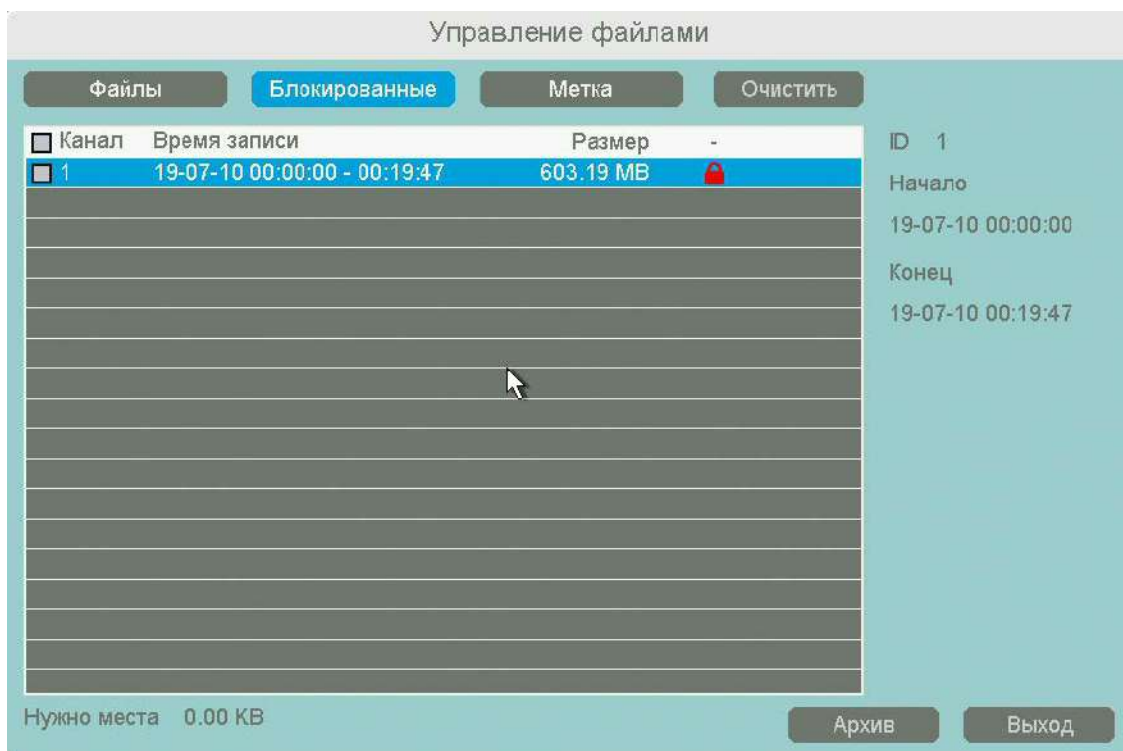 Управление файлами
Файлы Блокированные Метка Очистить
Канал Время записи Размер -
1 19-07-10 00:00:00 - 00:19:47 603.19 MB
ID 1
Начало
19-07-10 00:00:00
Конец
19-07-10 00:19:47
Нужно места 0.00 KB
Архив Выход